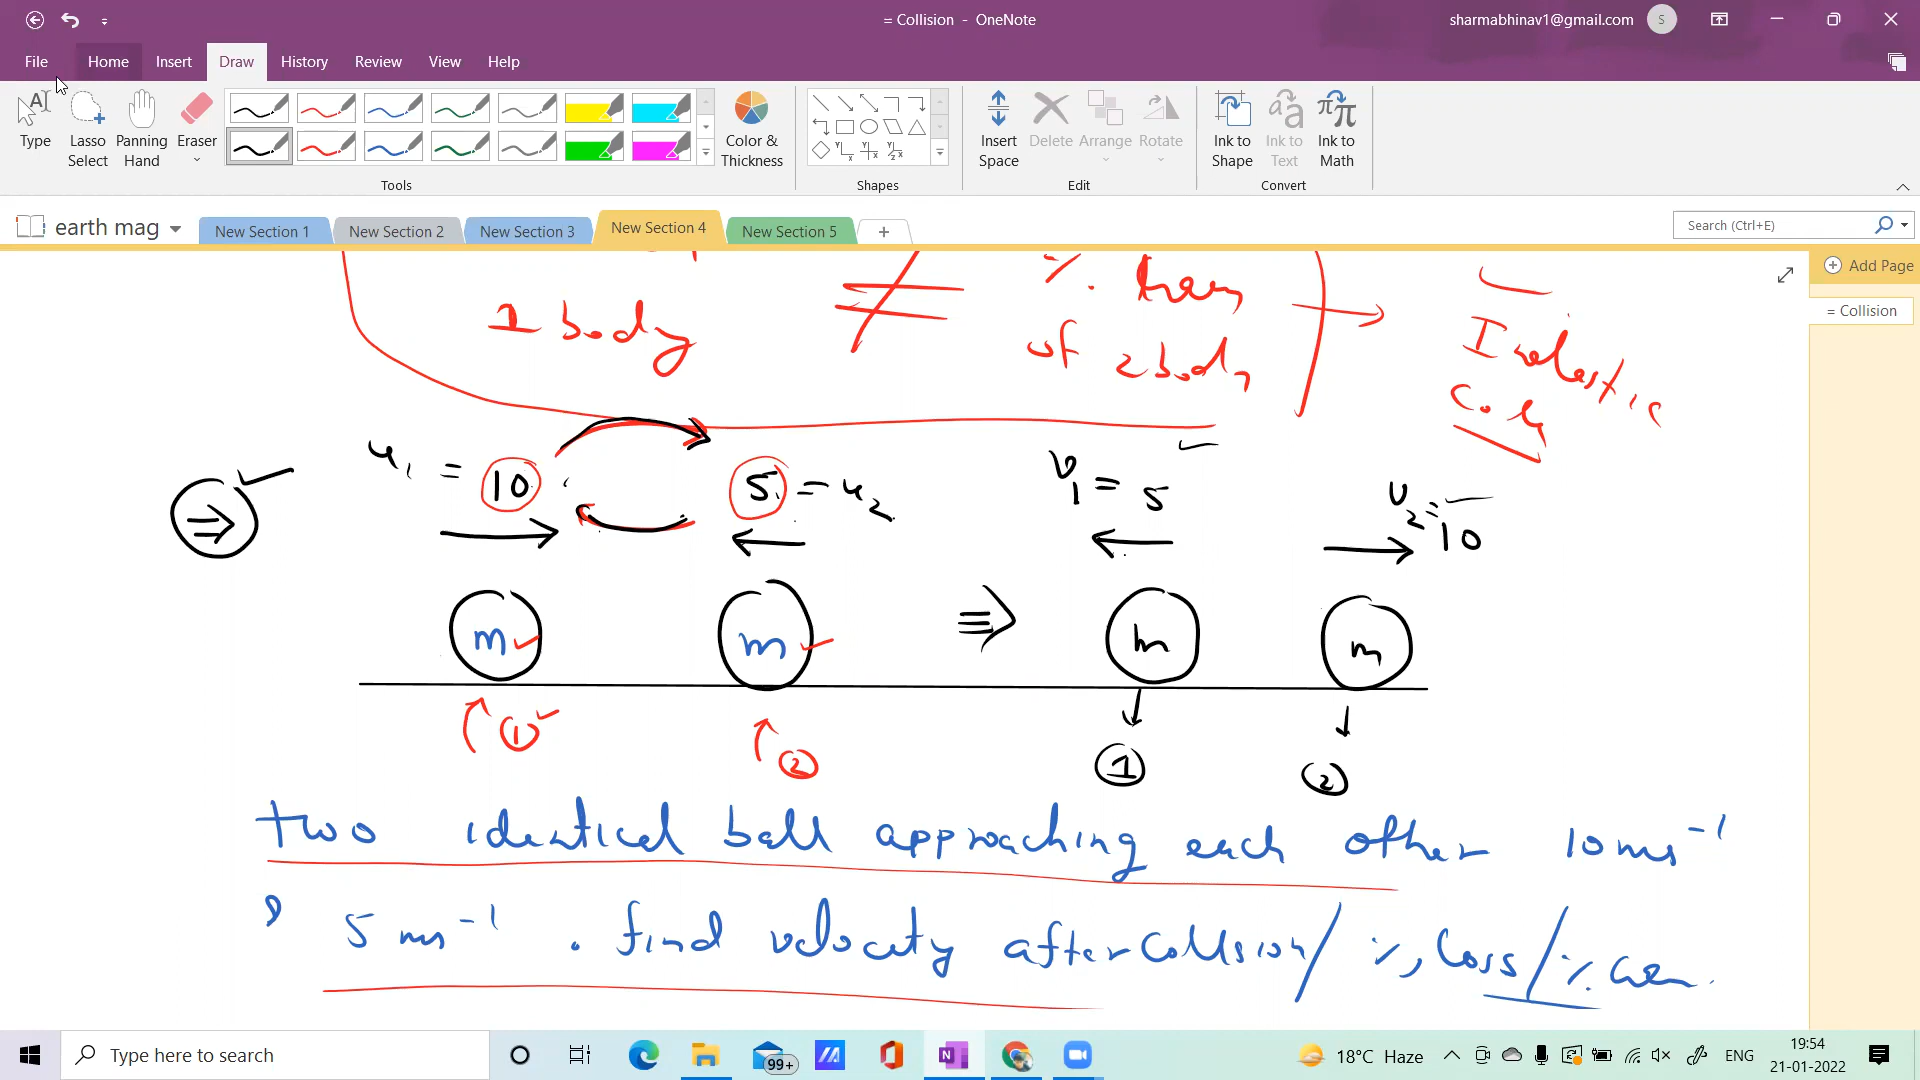 = Collision - OneNote
sharmabhinav1@gmail.com S
File Home Insert Draw History Review View Help
Type
Lasso Select
Panning Hand
Eraser
Color & Thickness
Insert Space
Delete
Arrange
Rotate
Ink to Shape
Ink to Text
Ink to Math
Tools Shapes Edit Convert
earth mag New Section 1 New Section 2 New Section 3 New Section 4 New Section 5 +
Search (Ctrl+E)
Add Page
= Collision
1 body ≠ of 2 body
Inelastic
u1 = 10 5 = u2 v1 = 5 v2 = 10
m m ⇒ m m
1 2 1 2
two identical ball approaching each other 10 ms-1
5 ms-1 . find velocity after collision / % loss / %
Type here to search
99+
18°C Haze
ENG
19:54
21-01-2022